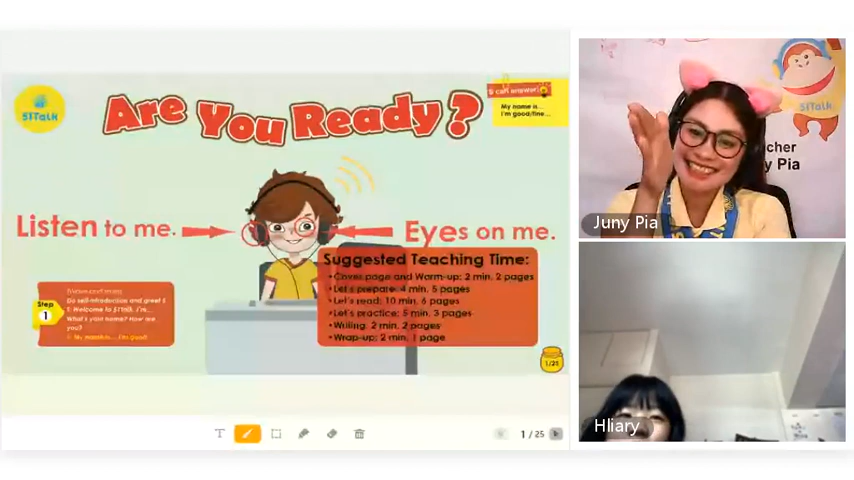 51Talk
Are You Ready?
S can answer:
My name is...
I'm good/fine...
Listen to me.
Eyes on me.
Suggested Teaching Time:
• Cover page and Warm-up: 2 min, 2 pages
• Let's prepare: 4 min, 5 pages
• Let's read: 10 min, 6 pages
• Let's practice: 5 min, 3 pages
• Writing: 2 min, 2 pages
• Wrap-up: 2 min, 1 page
Step
1
Do self-introduction and greet S
T: Welcome to 51Talk. I'm...
What's your name? How are
you?
S: My name is... I'm good!
1/25
T
1 / 25
51Talk
Juny Pia
Hliary